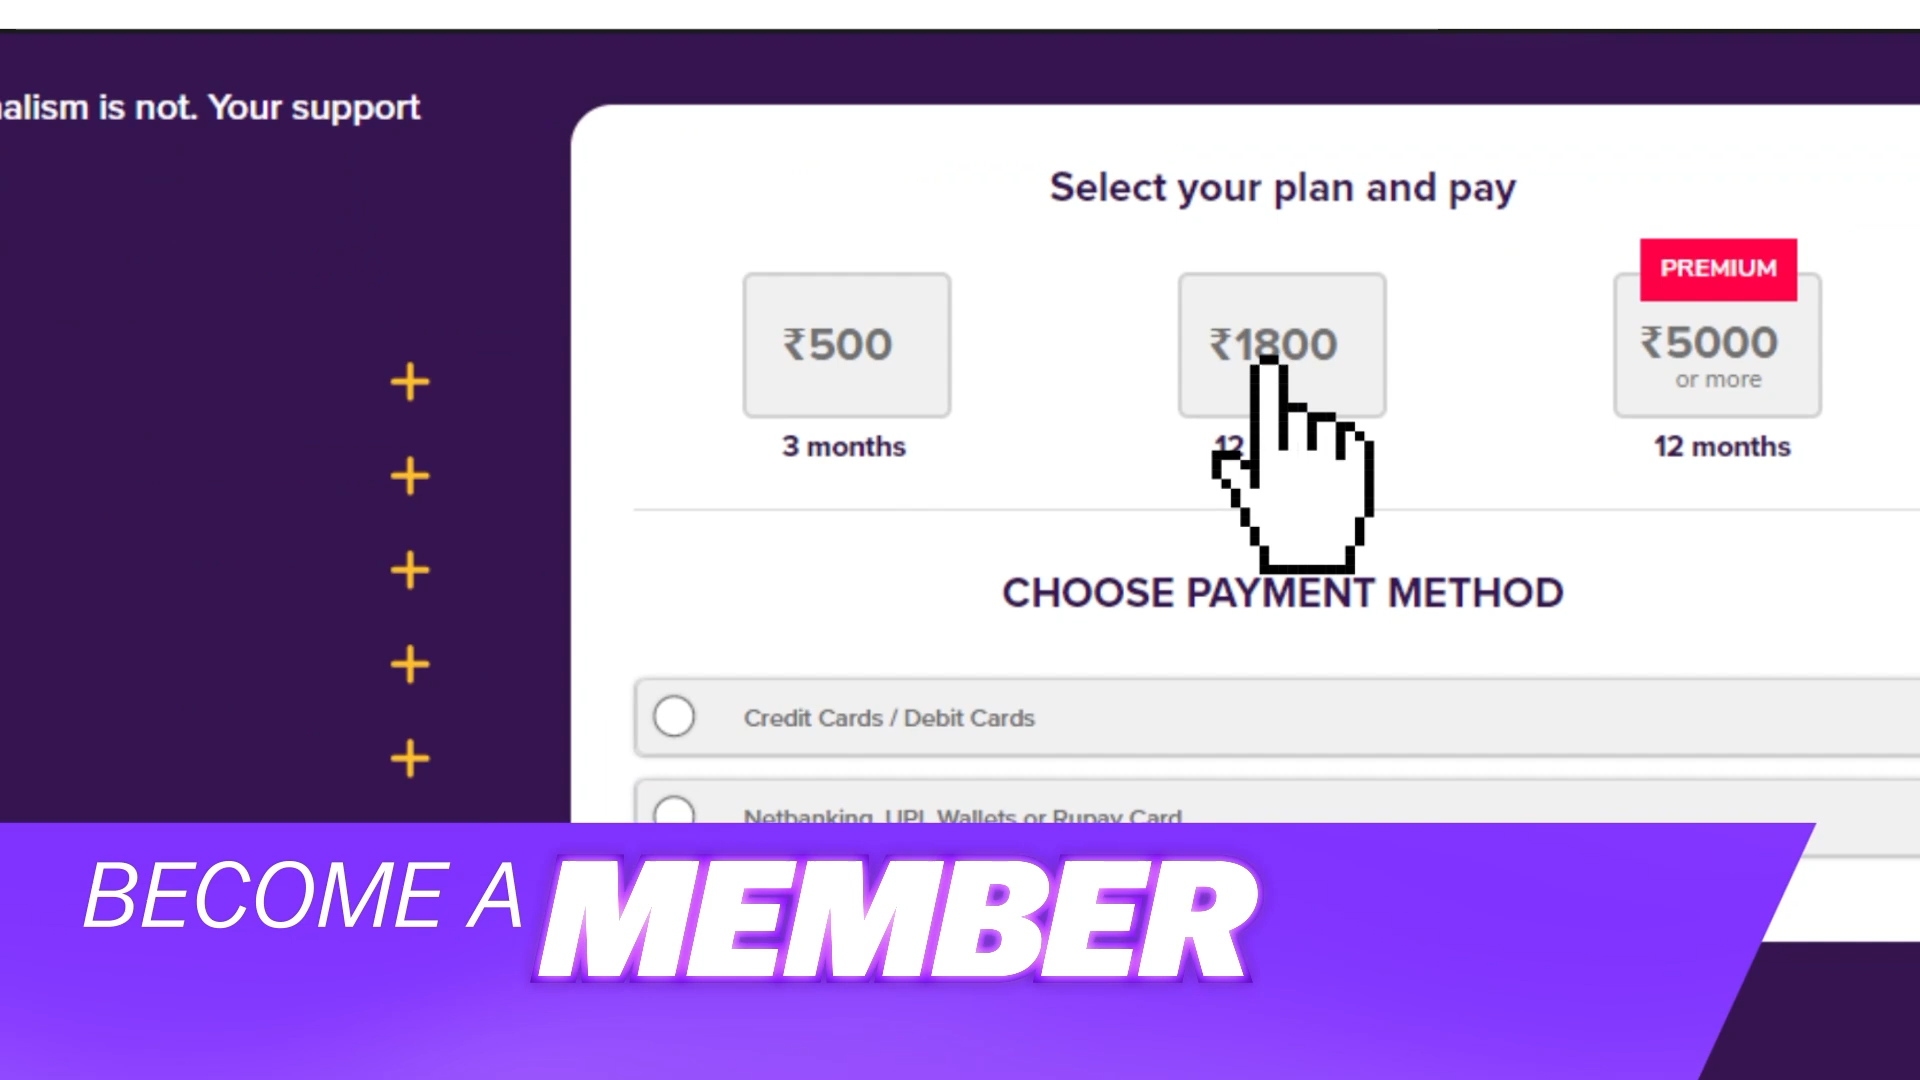 is not. Your support
Select your plan and pay
PREMIUM
₹500
₹1800
₹5000
or more
3 months
12
12 months
CHOOSE PAYMENT METHOD
Credit Cards / Debit Cards
Netbanking, UPI, Wallets or Rupay Card
BECOME A MEMBER